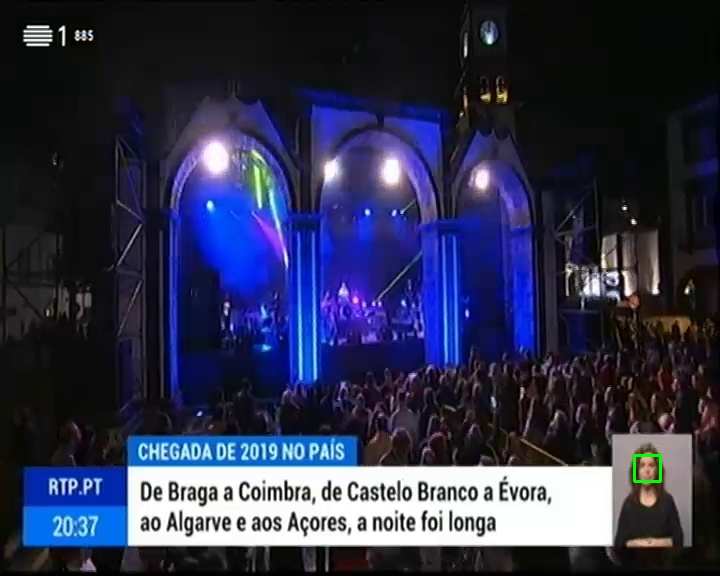 1 885
CHEGADA DE 2019 NO PAÍS
RTP.PT
De Braga a Coimbra, de Castelo Branco a Évora,
20:37
ao Algarve e aos Açores, a noite foi longa